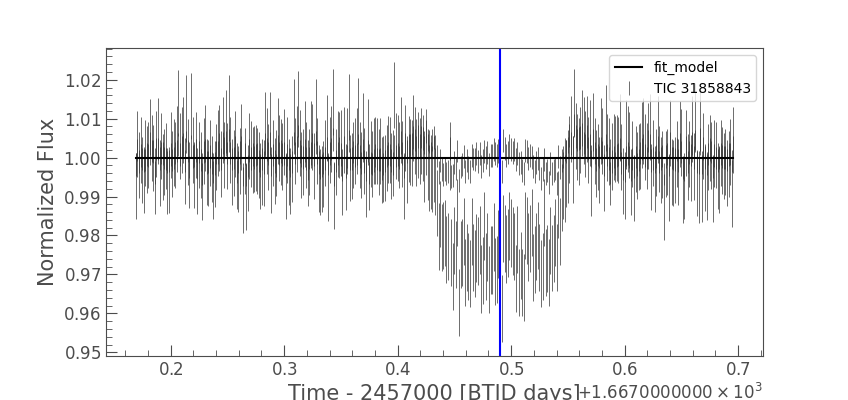 fit_model
TIC 31858843
Normalized Flux
1.02
1.01
1.00
0.99
0.98
0.97
0.96
0.95
0.2 0.3 0.4 0.5 0.6 0.7
Time - 2457000 [BTJD days]
+1.6670000000 × 10³